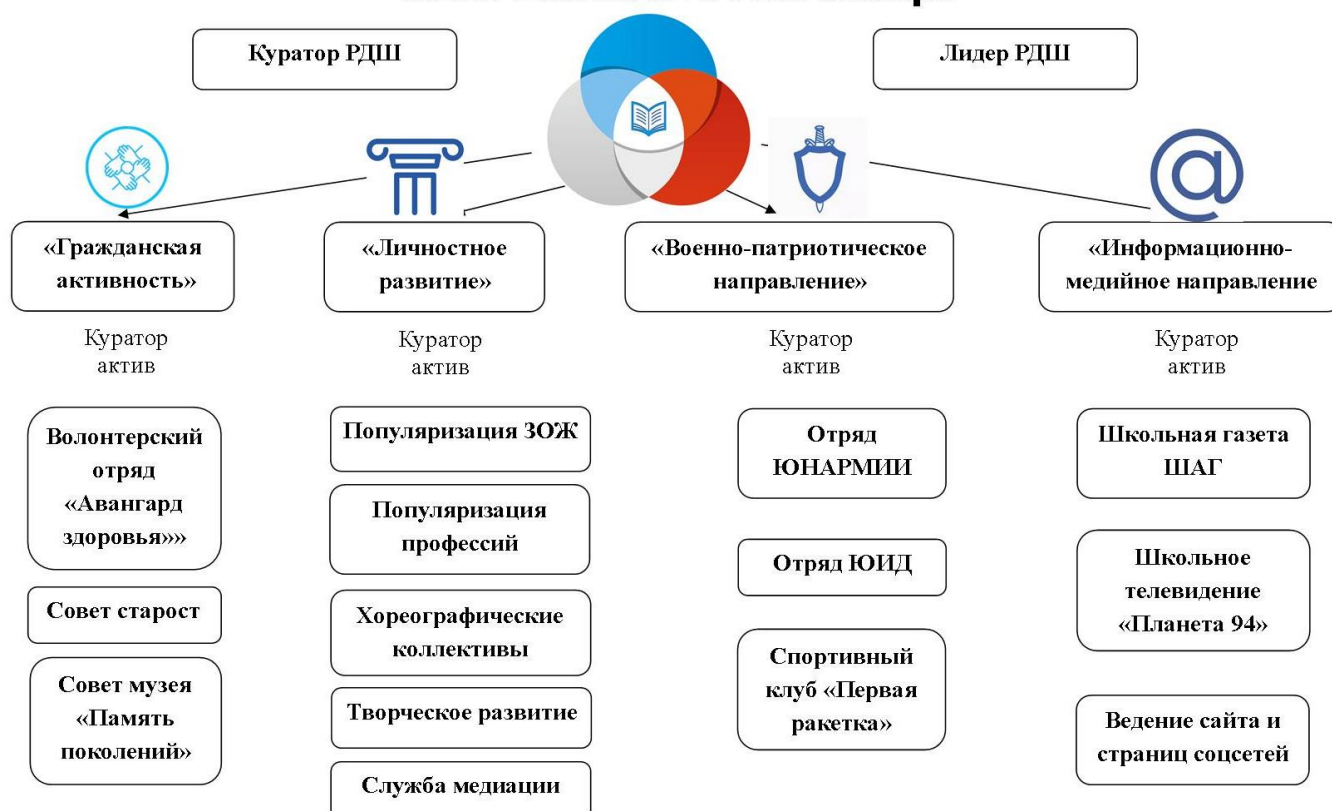 Куратор РДШ
Лидер РДШ
«Гражданская
активность»
«Личностное
развитие»
«Военно-патриотическое
направление»
«Информационно-
медийное направление
Куратор
актив
Куратор
актив
Куратор
актив
Куратор
актив
Волонтерский
отряд
«Авангард
здоровья»»
Совет старост
Совет музея
«Память
поколений»
Популяризация ЗОЖ
Популяризация
профессий
Хореографические
коллективы
Творческое развитие
Служба медиации
Отряд
ЮНАРМИИ
Отряд ЮИД
Спортивный
клуб «Первая
ракетка»
Школьная газета
ШАГ
Школьное
телевидение
«Планета 94»
Ведение сайта и
страниц соцсетей